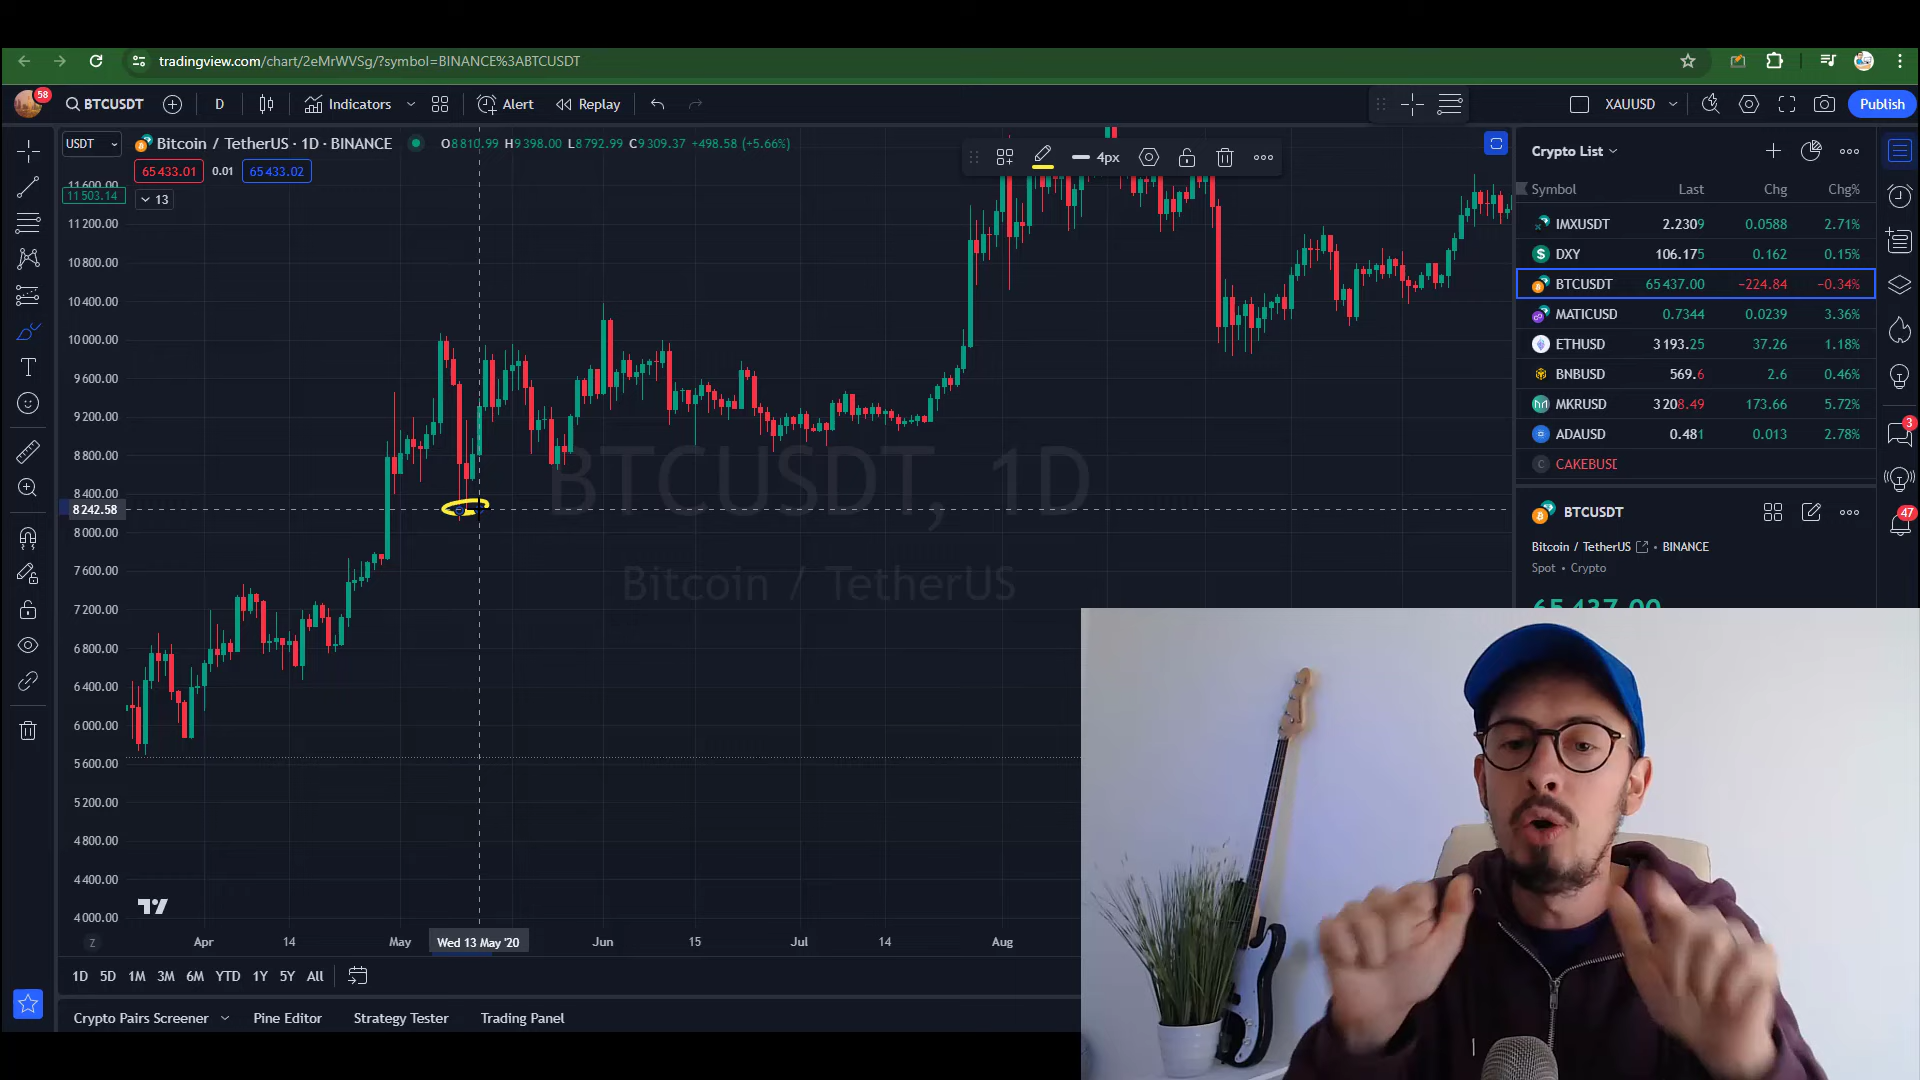 tradingview.com/chart/2eMrWVSg/?symbol=BINANCE%3ABTCUSDT
58
BTCUSDT
D
Indicators
Alert
Replay
XAUUSD
Publish
USDT
Bitcoin / TetherUS · 1D · BINANCE
O8810.99 H9398.00 L8792.99 C9309.37 +498.58 (+5.66%)
65433.01
0.01
65433.02
13
4px
11600.00
11503.14
11200.00
10800.00
10400.00
10000.00
9600.00
9200.00
8800.00
8400.00
8242.58
8000.00
7600.00
7200.00
6800.00
6400.00
6000.00
5600.00
5200.00
4800.00
4400.00
4000.00
BTCUSDT, 1D
Bitcoin / TetherUS
Z
Apr
14
May
Wed 13 May '20
Jun
15
Jul
14
Aug
1D 5D 1M 3M 6M YTD 1Y 5Y All
Crypto Pairs Screener
Pine Editor
Strategy Tester
Trading Panel
Crypto List
Symbol Last Chg Chg%
IMXUSDT 2.2309 0.0588 2.71%
DXY 106.175 0.162 0.15%
BTCUSDT 65437.00 −224.84 −0.34%
MATICUSD 0.7344 0.0239 3.36%
ETHUSD 3193.25 37.26 1.18%
BNBUSD 569.6 2.6 0.46%
MKRUSD 3208.49 173.66 5.72%
ADAUSD 0.481 0.013 2.78%
CAKEBUSD
BTCUSDT
Bitcoin / TetherUS • BINANCE
Spot • Crypto
65437.00
3
47